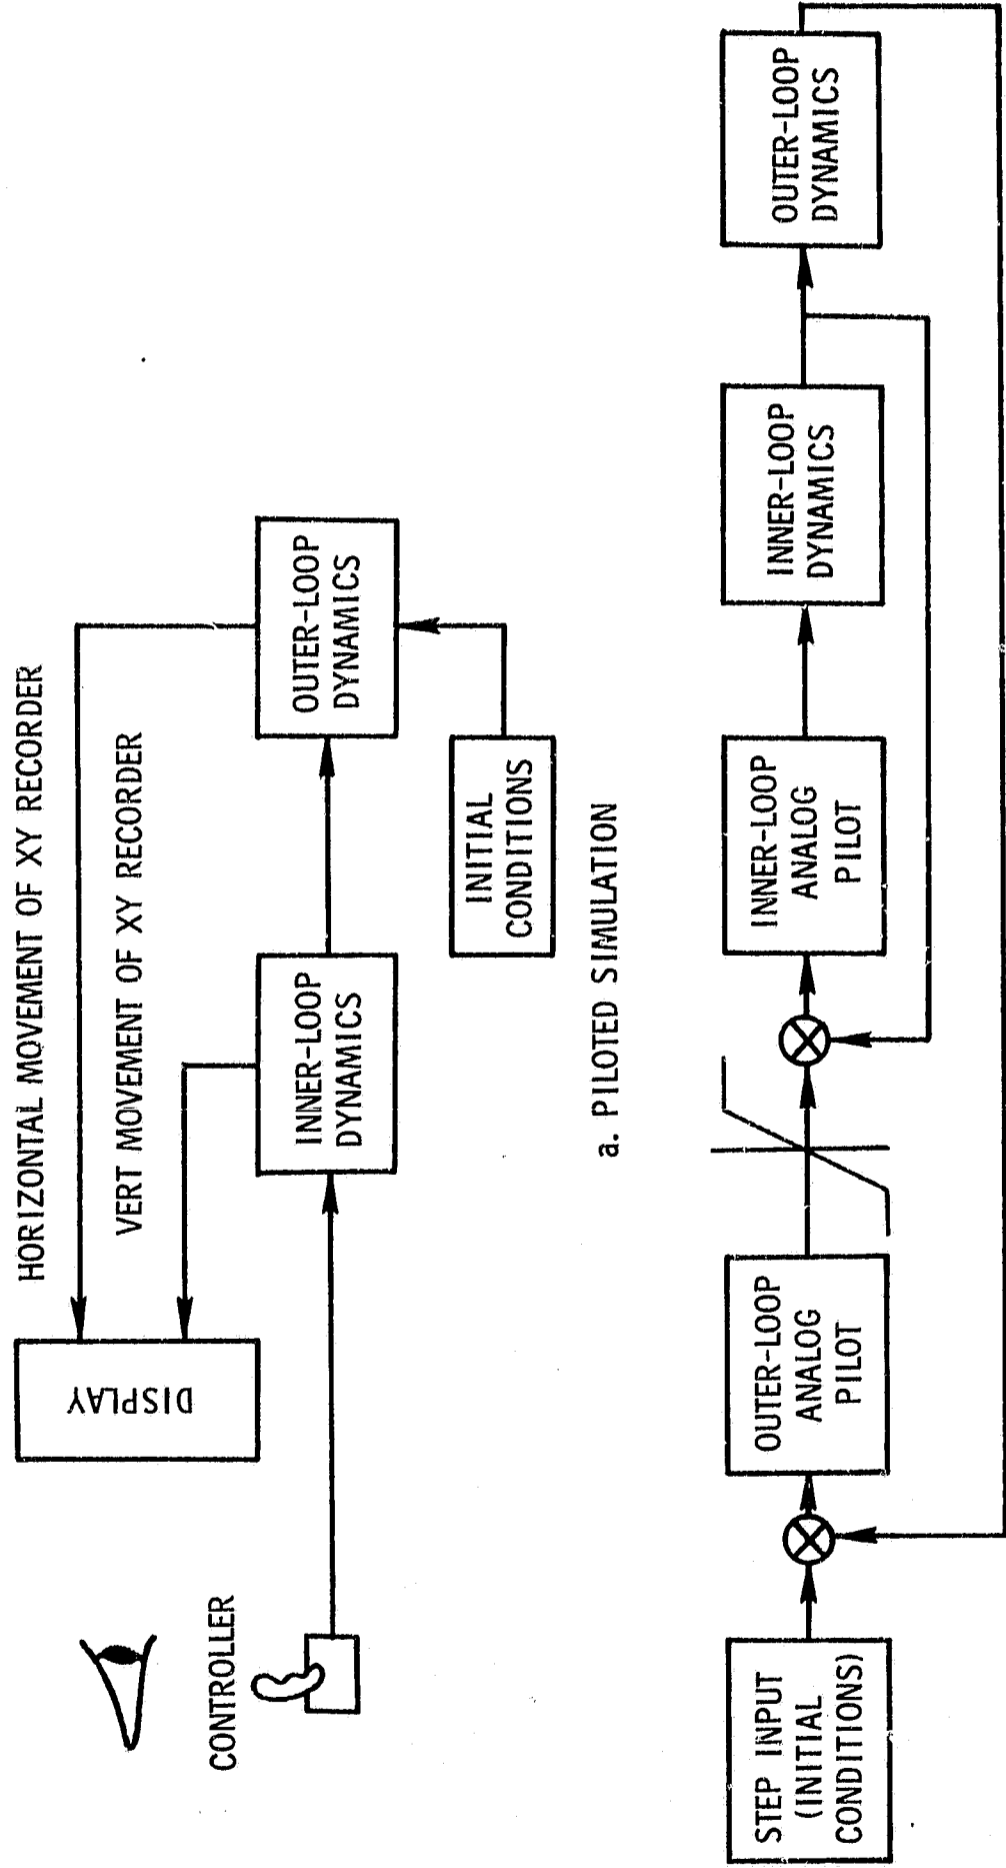 HORIZONTAL MOVEMENT OF XY RECORDER
VERT MOVEMENT OF XY RECORDER
DISPLAY
CONTROLLER
INNER-LOOP
DYNAMICS
OUTER-LOOP
DYNAMICS
INITIAL
CONDITIONS
a. PILOTED SIMULATION
STEP INPUT
(INITIAL
CONDITIONS)
OUTER-LOOP
ANALOG
PILOT
INNER-LOOP
ANALOG
PILOT
INNER-LOOP
DYNAMICS
OUTER-LOOP
DYNAMICS